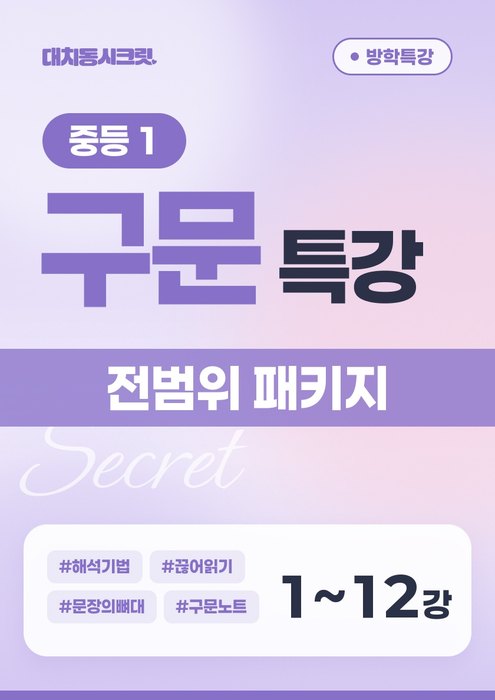 대치동시크릿.
방학특강
중등 1
구문 특강
전범위 패키지
Secret
#해석기법 #끊어읽기
#문장의뼈대 #구문노트
1~12강